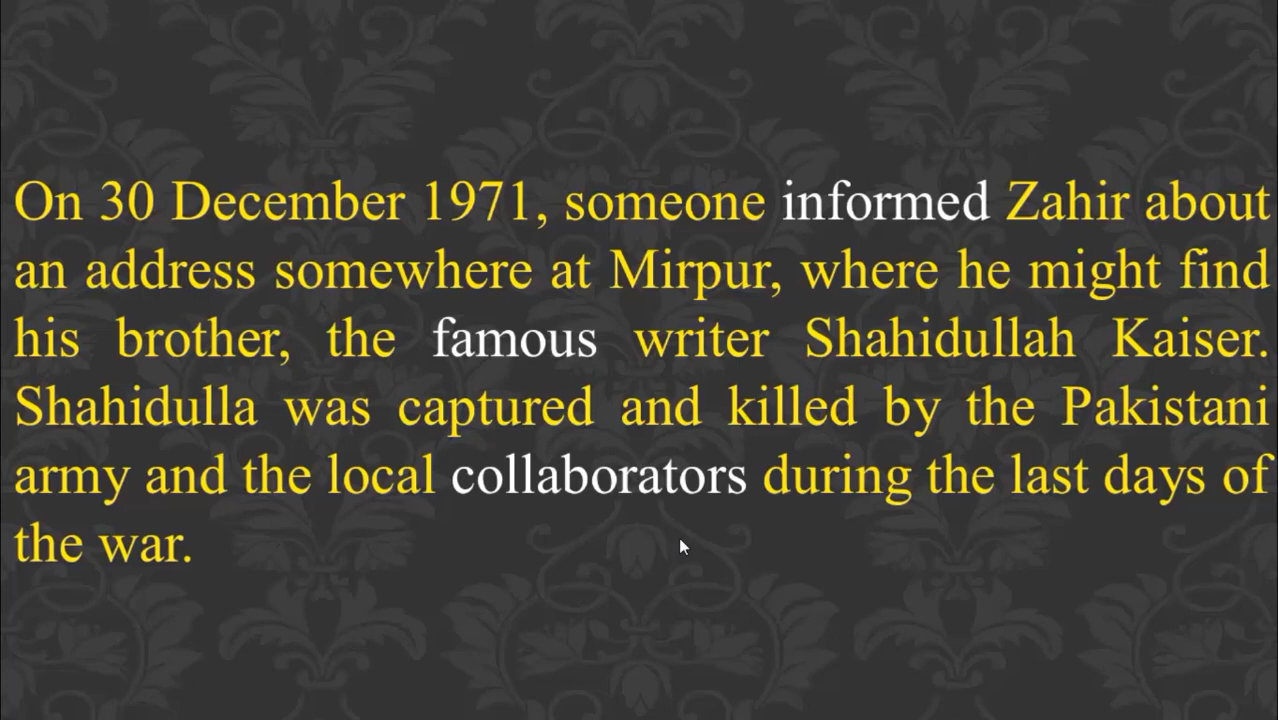 On 30 December 1971, someone informed Zahir about
an address somewhere at Mirpur, where he might find
his brother, the famous writer Shahidullah Kaiser.
Shahidulla was captured and killed by the Pakistani
army and the local collaborators during the last days of
the war.